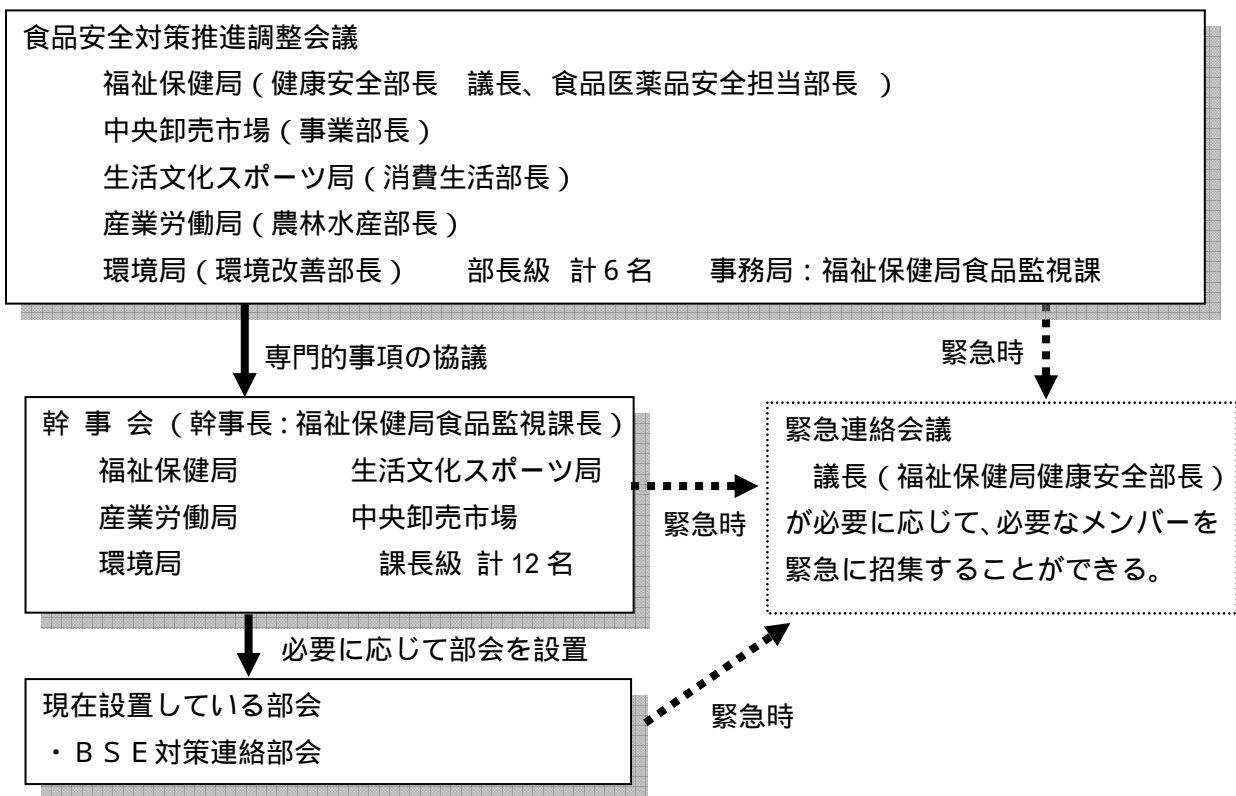 食品安全対策推進調整会議
福祉保健局（健康安全部長　議長、食品医薬品安全担当部長　）
中央卸売市場（事業部長）
生活文化スポーツ局（消費生活部長）
産業労働局（農林水産部長）
環境局（環境改善部長）　　部長級　計６名　　事務局：福祉保健局食品監視課
専門的事項の協議
緊急時
幹 事 会 （幹事長：福祉保健局食品監視課長）
福祉保健局　　　生活文化スポーツ局
産業労働局　　　中央卸売市場
環境局　　　課長級 計 12 名
緊急時
緊急連絡会議
議長（福祉保健局健康安全部長）
が必要に応じて、必要なメンバーを
緊急に招集することができる。
必要に応じて部会を設置
現在設置している部会
・ＢＳＥ対策連絡部会
緊急時